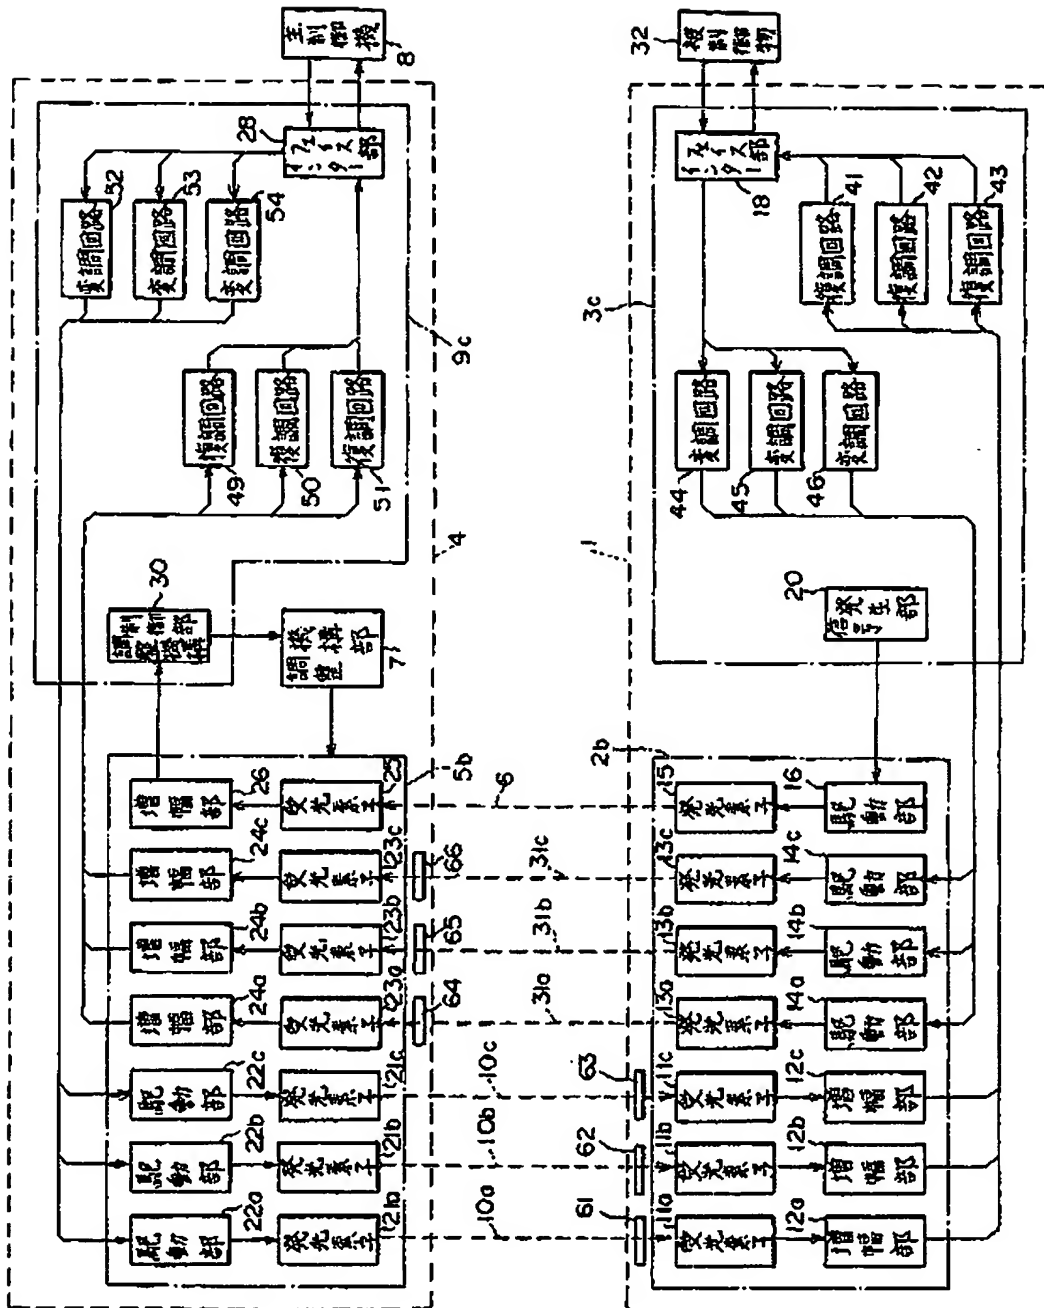 主制御機
8
インターフェイス部
28
変調回路
52
変調回路
53
変調回路
54
復調回路
49
復調回路
50
復調回路
51
9c
4
調整機構制御部
30
調整機構部
7
増幅部
26
増幅部
24c
増幅部
24b
増幅部
24a
駆動部
22c
駆動部
22b
駆動部
22a
受光素子
25
受光素子
23c
受光素子
23b
受光素子
23a
発光素子
21c
発光素子
21b
発光素子
21a
5b
66
65
64
6
31c
31b
31a
10c
10b
10a
63
62
61
被制御物
32
インターフェイス部
18
復調回路
41
復調回路
42
復調回路
43
変調回路
44
変調回路
45
変調回路
46
3c
1
信号発生部
20
2b
発光素子
15
発光素子
13c
発光素子
13b
発光素子
13a
受光素子
11c
受光素子
11b
受光素子
11a
駆動部
16
駆動部
14c
駆動部
14b
駆動部
14a
増幅部
12c
増幅部
12b
増幅部
12a